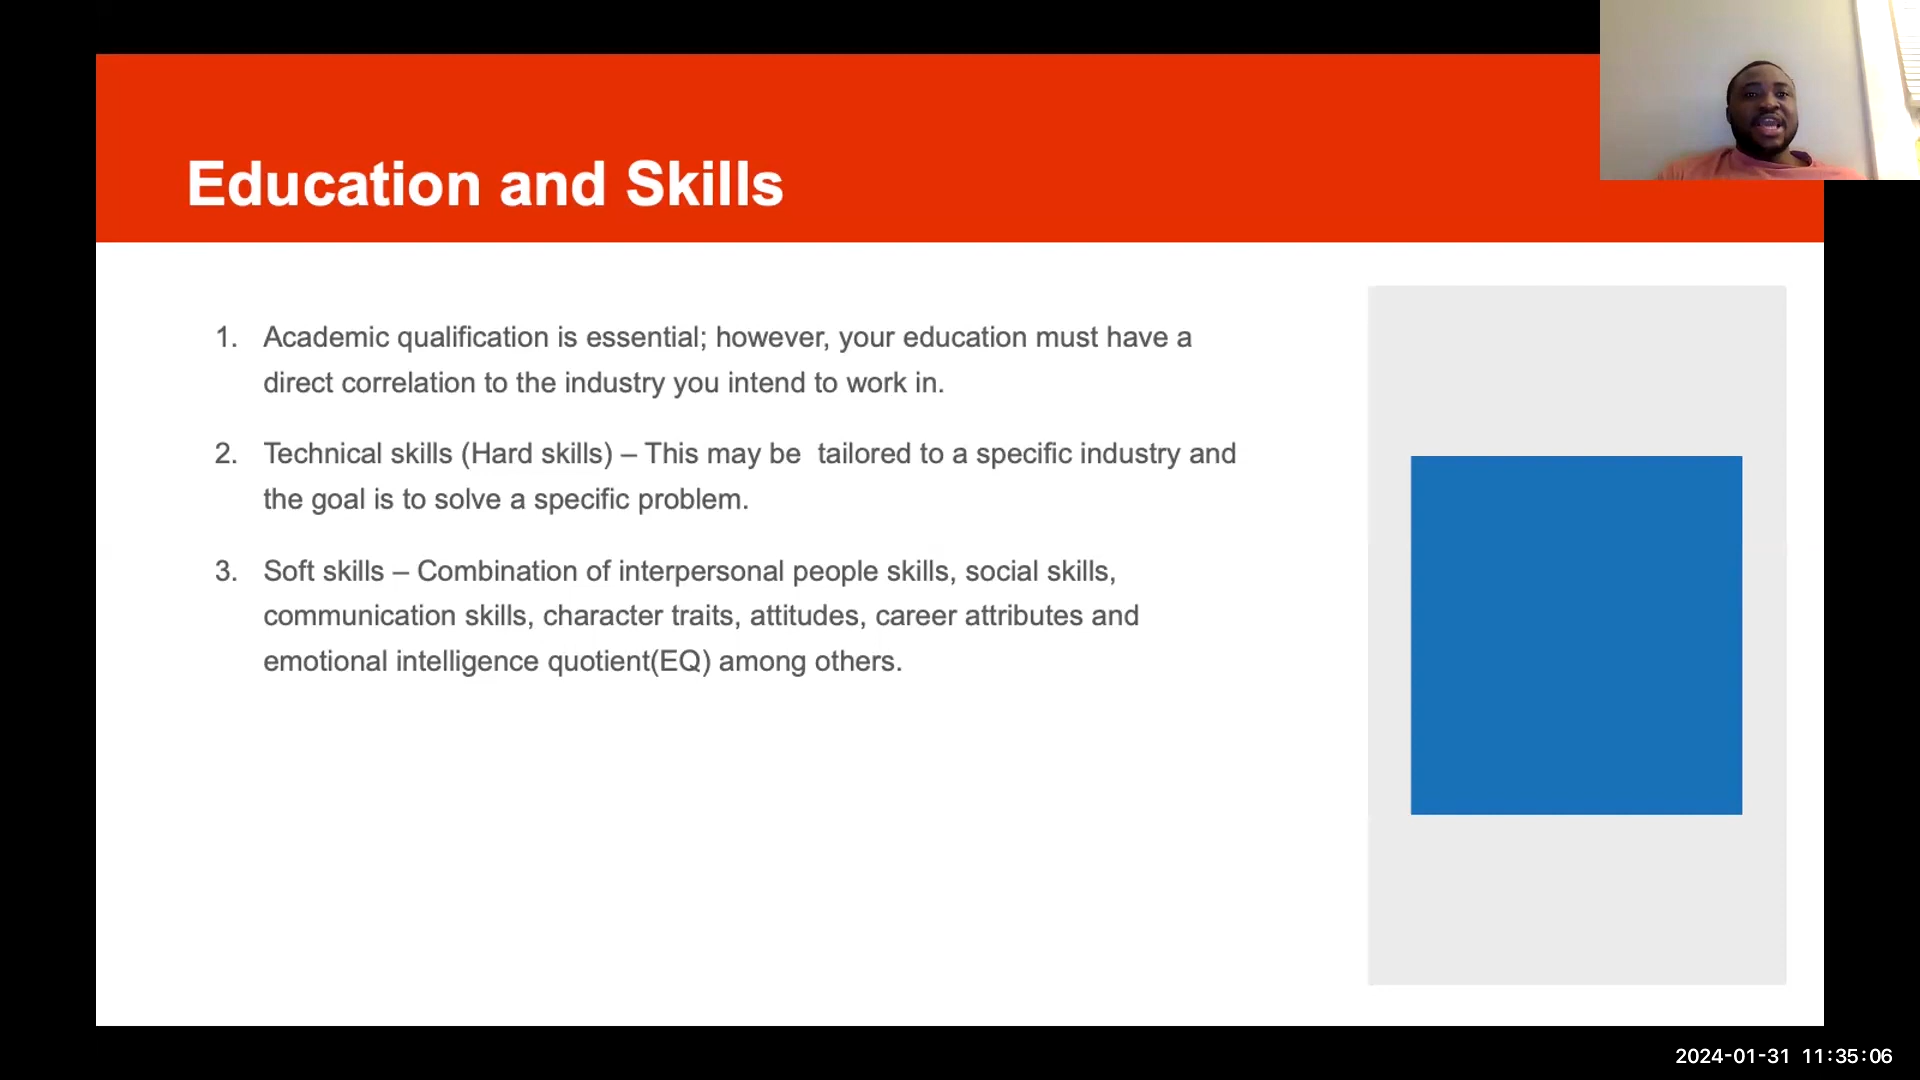 Education and Skills
1. Academic qualification is essential; however, your education must have a
direct correlation to the industry you intend to work in.
2. Technical skills (Hard skills) – This may be  tailored to a specific industry and
the goal is to solve a specific problem.
3. Soft skills – Combination of interpersonal people skills, social skills,
communication skills, character traits, attitudes, career attributes and
emotional intelligence quotient(EQ) among others.
2024-01-31 11:35:06